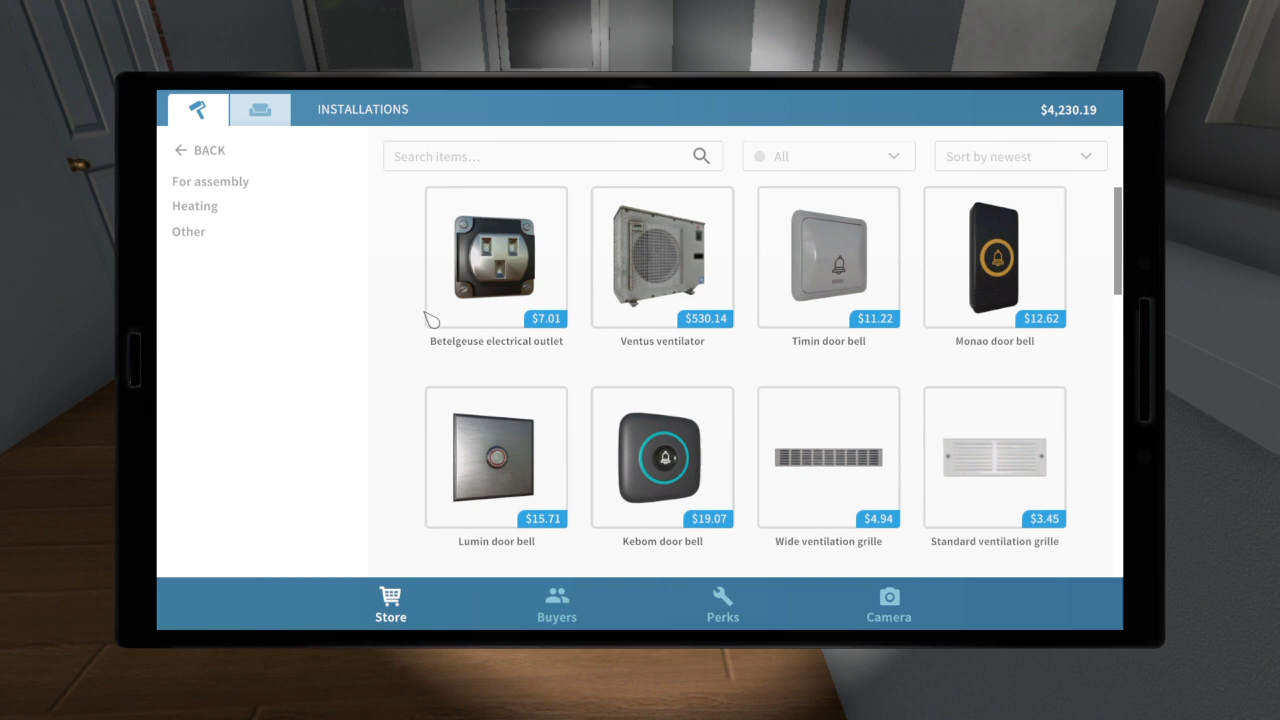 INSTALLATIONS
$4,230.19
BACK
For assembly
Heating
Other
Search items...
All
Sort by newest
$7.01
$530.14
$11.22
$12.62
Betelgeuse electrical outlet
Ventus ventilator
Timin door bell
Monao door bell
$15.71
$19.07
$4.94
$3.45
Lumin door bell
Kebom door bell
Wide ventilation grille
Standard ventilation grille
Store
Buyers
Perks
Camera